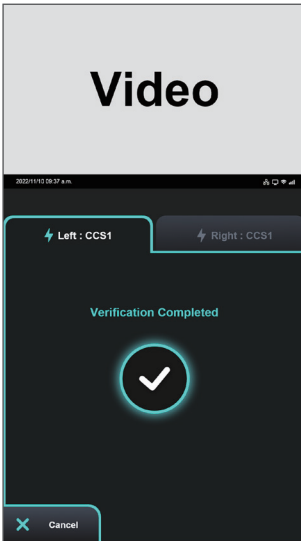 Video
2022/11/10 09:37 a.m.
Left : CCS1
Right : CCS1
Verification Completed
Cancel